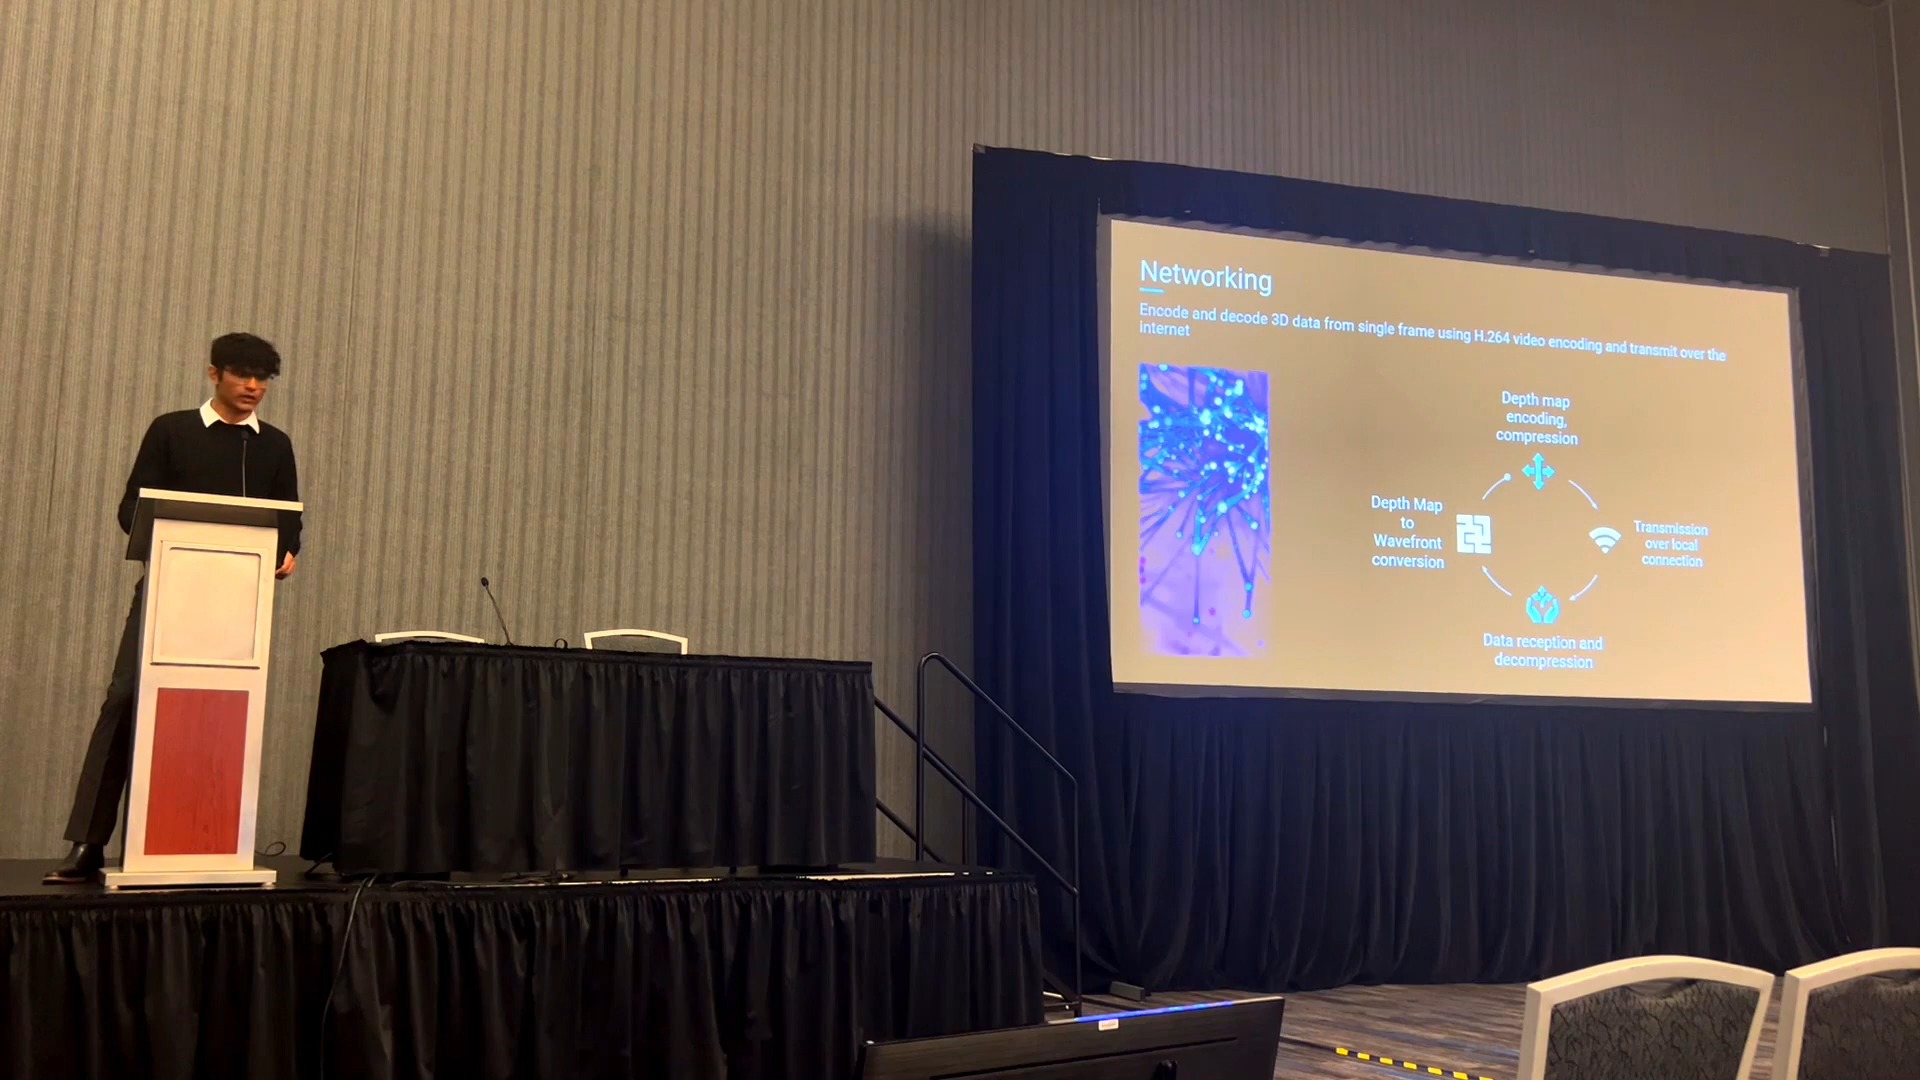 Networking
Encode and decode 3D data from single frame using H.264 video encoding and transmit over the
internet
Depth map
encoding,
compression
Depth Map
to
Wavefront
conversion
Transmission
over local
connection
Data reception and
decompression